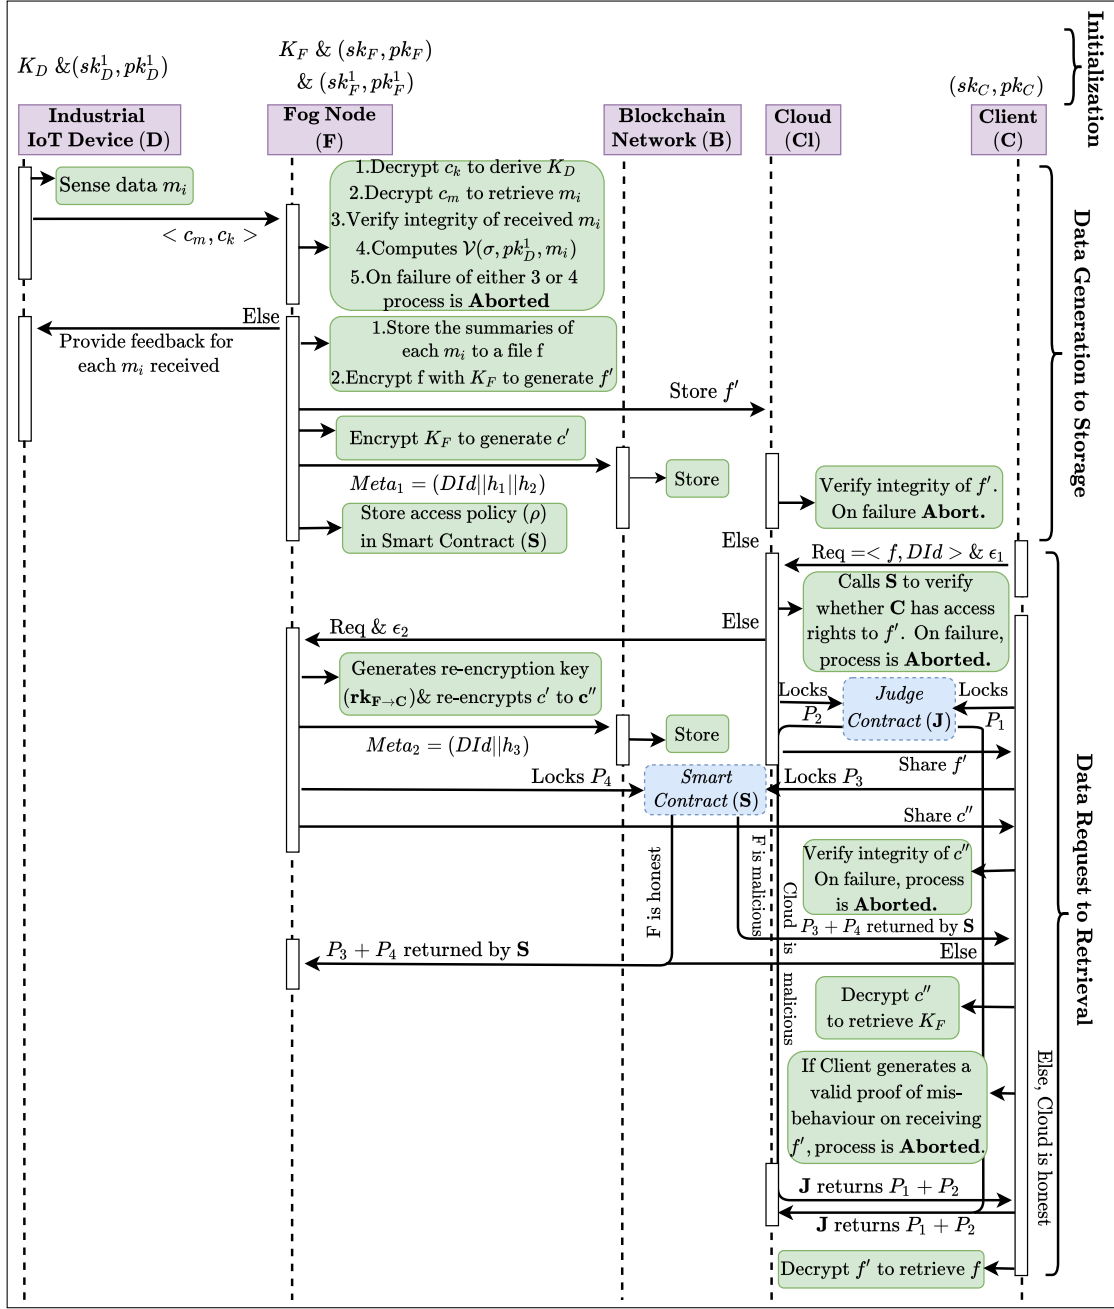 Initialization
K_D &(sk_D^1, pk_D^1)
K_F & (sk_F, pk_F)
& (sk_F^1, pk_F^1)
(sk_C, pk_C)
Industrial
IoT Device (D)
Fog Node
(F)
Blockchain
Network (B)
Cloud
(Cl)
Client
(C)
Data Generation to Storage
Sense data m_i
< c_m, c_k >
1.Decrypt c_k to derive K_D
2.Decrypt c_m to retrieve m_i
3.Verify integrity of received m_i
4.Computes 𝒱(σ, pk_D^1, m_i)
5.On failure of either 3 or 4
process is Aborted
Else
Provide feedback for
each m_i received
1.Store the summaries of
each m_i to a file f
2.Encrypt f with K_F to generate f′
Store f′
Encrypt K_F to generate c′
Meta_1 = (DId||h_1||h_2)
Store
Verify integrity of f′.
On failure Abort.
Store access policy (ρ)
in Smart Contract (S)
Else
Data Request to Retrieval
Req =< f, DId > & ϵ_1
Calls S to verify
whether C has access
rights to f′. On failure,
process is Aborted.
Else
Req & ϵ_2
Generates re-encryption key
(rk_F→C)& re-encrypts c′ to c″
Locks
P_2
Judge
Contract (J)
Locks
P_1
Meta_2 = (DId||h_3)
Store
Share f′
Locks P_4
Smart
Contract (S)
Locks P_3
Share c″
F is honest
F is malicious
Cloud is malicious
Verify integrity of c″
On failure, process
is Aborted.
P_3 + P_4 returned by S
P_3 + P_4 returned by S
Else
Decrypt c″
to retrieve K_F
If Client generates a
valid proof of mis-
behaviour on receiving
f′, process is Aborted.
Else, Cloud is honest
J returns P_1 + P_2
J returns P_1 + P_2
Decrypt f′ to retrieve f